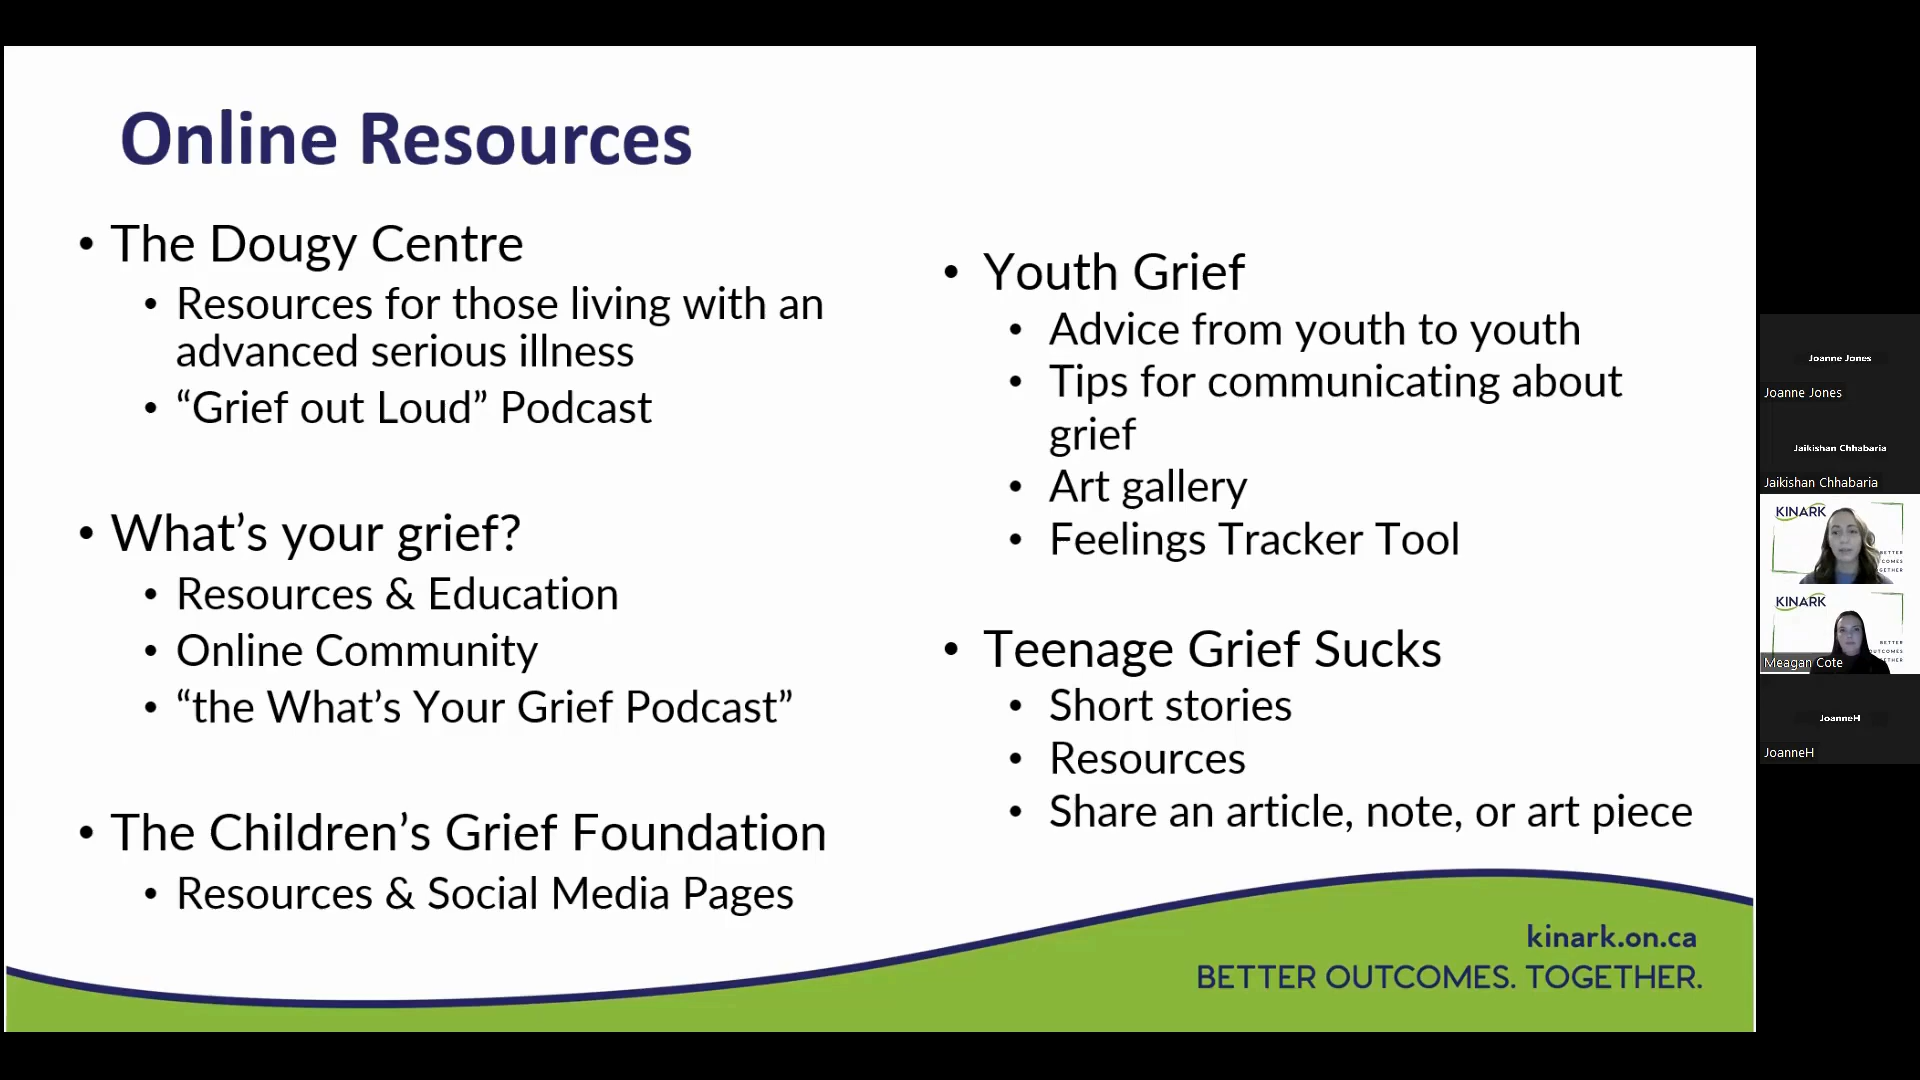 Online Resources
• The Dougy Centre
• Resources for those living with an
advanced serious illness
• “Grief out Loud” Podcast
• What’s your grief?
• Resources & Education
• Online Community
• “the What’s Your Grief Podcast”
• The Children’s Grief Foundation
• Resources & Social Media Pages
• Youth Grief
• Advice from youth to youth
• Tips for communicating about
grief
• Art gallery
• Feelings Tracker Tool
• Teenage Grief Sucks
• Short stories
• Resources
• Share an article, note, or art piece
kinark.on.ca
BETTER OUTCOMES. TOGETHER.
Joanne Jones
Joanne Jones
Jaikishan Chhabaria
Jaikishan Chhabaria
KINARK
BETTER
KINARK
BETTER
OUTCOMES
Meagan Cote
JoanneH
JoanneH